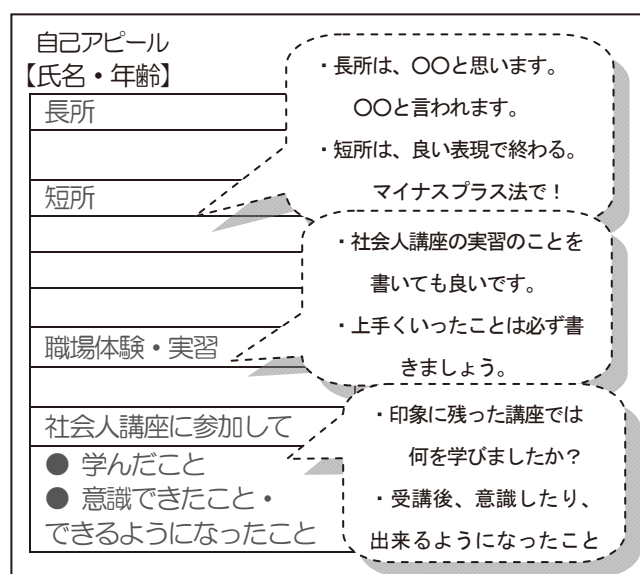 自己アピール
【氏名・年齢】
長所
短所
職場体験・実習
社会人講座に参加して
● 学んだこと
● 意識できたこと・
できるようになったこと
・長所は、〇〇と思います。
〇〇と言われます。
・短所は、良い表現で終わる。
マイナスプラス法で！
・社会人講座の実習のことを
書いても良いです。
・上手くいったことは必ず書
きましょう。
・印象に残った講座では
何を学びましたか？
・受講後、意識したり、
出来るようになったこと